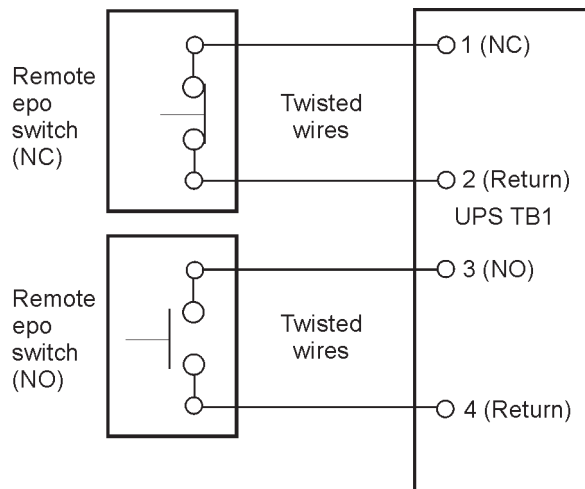 1 (NC)
Remote
epo
switch
(NC)
Twisted
wires
2 (Return)
UPS TB1
3 (NO)
Remote
epo
switch
(NO)
Twisted
wires
4 (Return)